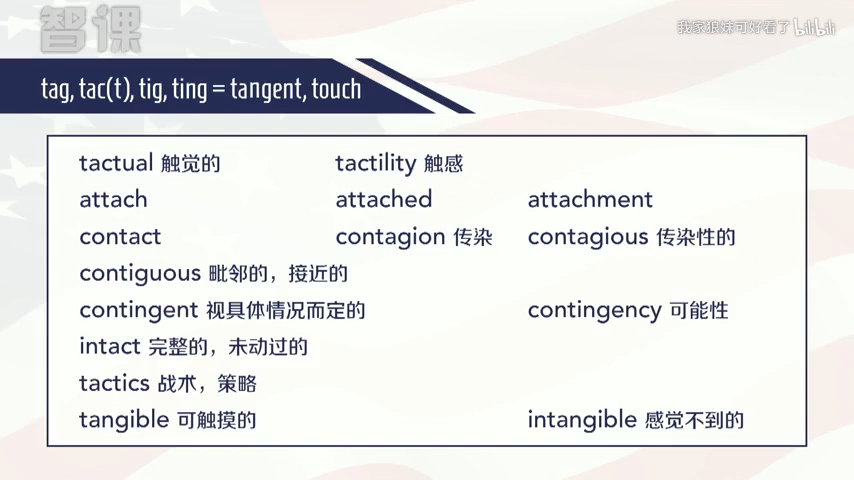 智课
我家狼妹可好看了 bilibili
tag, tac(t), tig, ting = tangent, touch
tactual 触觉的 tactility 触感
attach attached attachment
contact contagion 传染 contagious 传染性的
contiguous 毗邻的，接近的
contingent 视具体情况而定的 contingency 可能性
intact 完整的，未动过的
tactics 战术，策略
tangible 可触摸的 intangible 感觉不到的